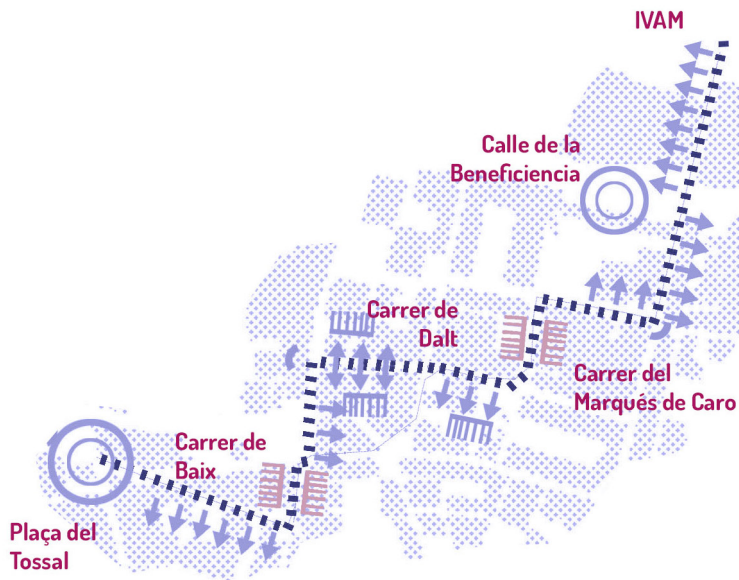 IVAM
Calle de la
Beneficiencia
Carrer de
Dalt
Carrer del
Marqués de Caro
Carrer de
Baix
Plaça del
Tossal